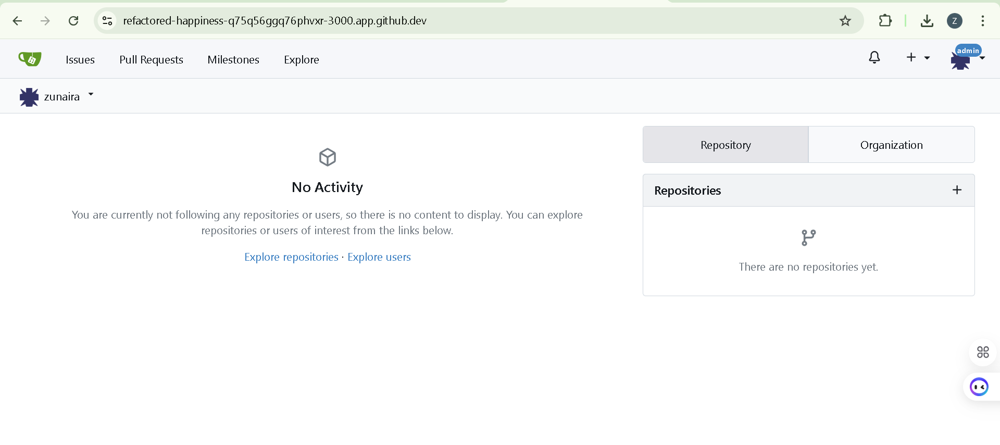 refactored-happiness-q75q56ggq76phvxr-3000.app.github.dev
Z
Issues
Pull Requests
Milestones
Explore
admin
zunaira
No Activity
You are currently not following any repositories or users, so there is no content to display. You can explore
repositories or users of interest from the links below.
Explore repositories · Explore users
Repository
Organization
Repositories
There are no repositories yet.